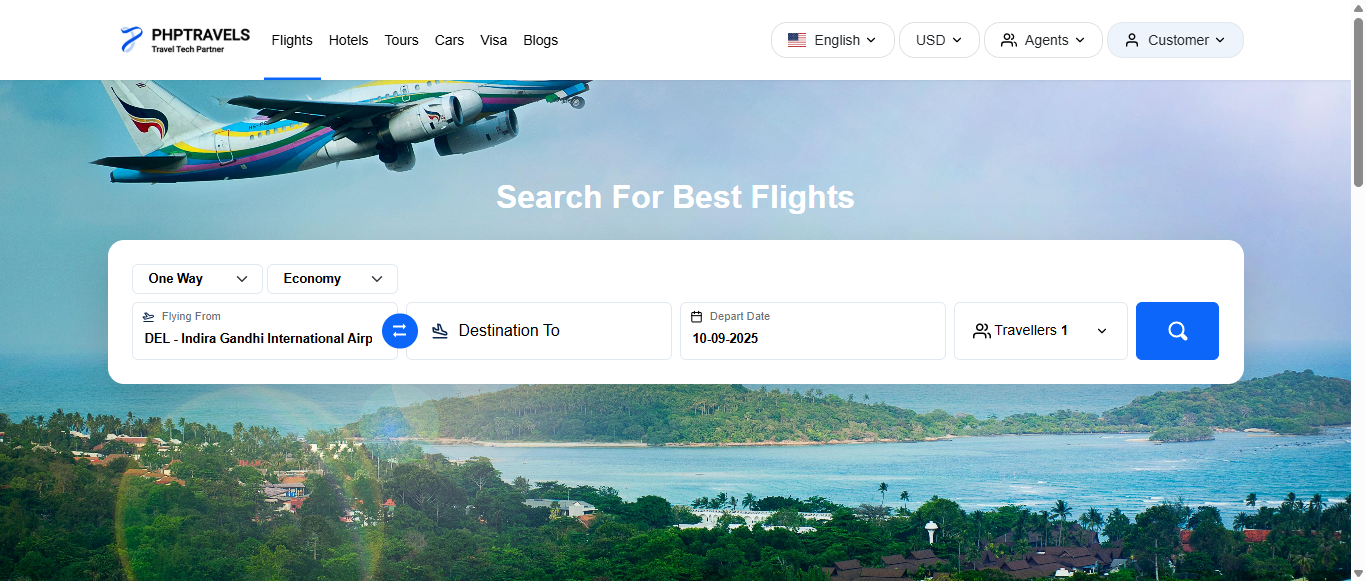 PHPTRAVELS
Travel Tech Partner
Flights Hotels Tours Cars Visa Blogs
English USD Agents Customer
Search For Best Flights
One Way Economy
Flying From
DEL - Indira Gandhi International Airp
Destination To
Depart Date
10-09-2025
Travellers 1